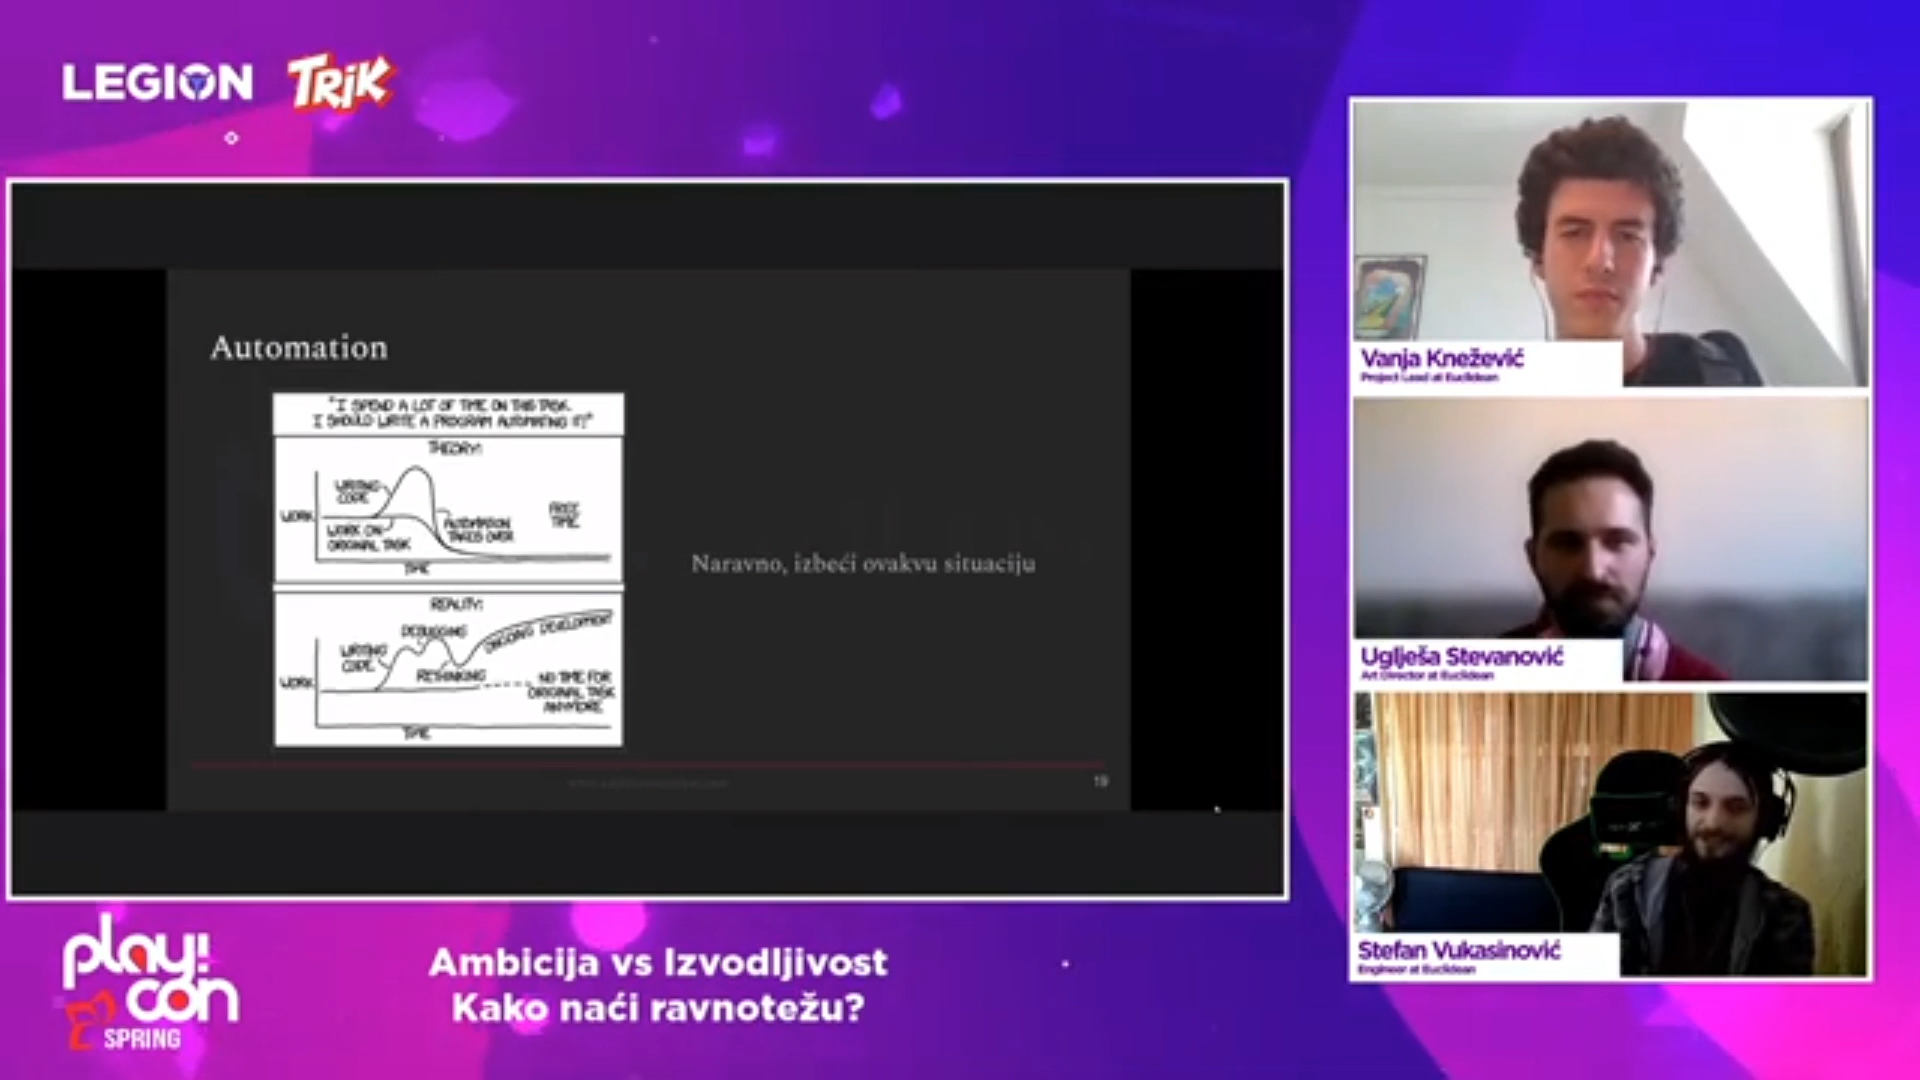 LEGION TRiK
Automation
"I SPEND A LOT OF TIME ON THIS TASK.
I SHOULD WRITE A PROGRAM AUTOMATING IT!"
THEORY:
WRITING
CODE
WORK
WORK ON
ORIGINAL TASK
AUTOMATION
TAKES OVER
FREE
TIME
TIME
REALITY:
WRITING
CODE
DEBUGGING
RETHINKING
ONGOING DEVELOPMENT
WORK
NO TIME FOR
ORIGINAL TASK
ANYMORE
TIME
Naravno, izbeći ovakvu situaciju
19
Vanja Knežević
Project Lead at Euclidean
Uglješa Stevanović
Art Director at Euclidean
Stefan Vukasinović
Engineer at Euclidean
play!
con
SPRING
Ambicija vs Izvodljivost
Kako naći ravnotežu?